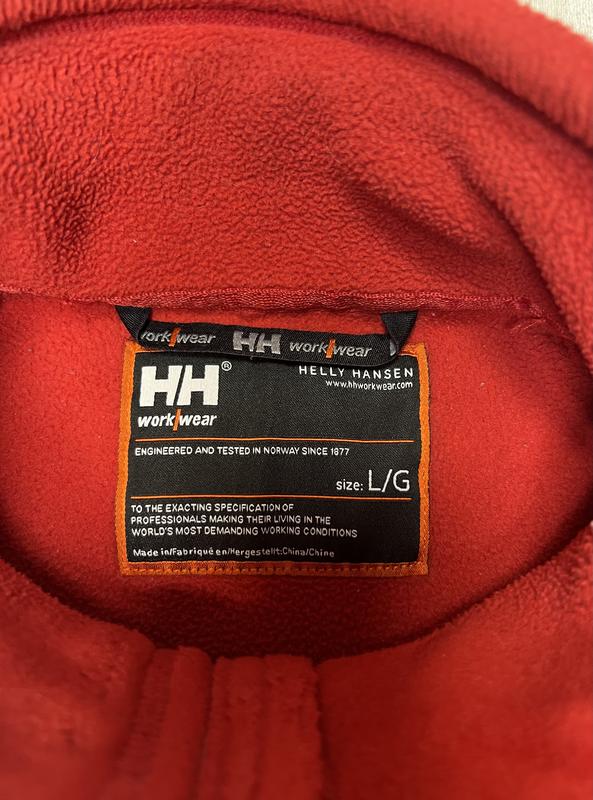 work/wear HH work/wear
HH®
HELLY HANSEN
www.hhworkwear.com
work/wear
ENGINEERED AND TESTED IN NORWAY SINCE 1877
size: L/G
TO THE EXACTING SPECIFICATION OF
PROFESSIONALS MAKING THEIR LIVING IN THE
WORLD'S MOST DEMANDING WORKING CONDITIONS
Made in/Fabriqué en/Hergestellt:China/Chine